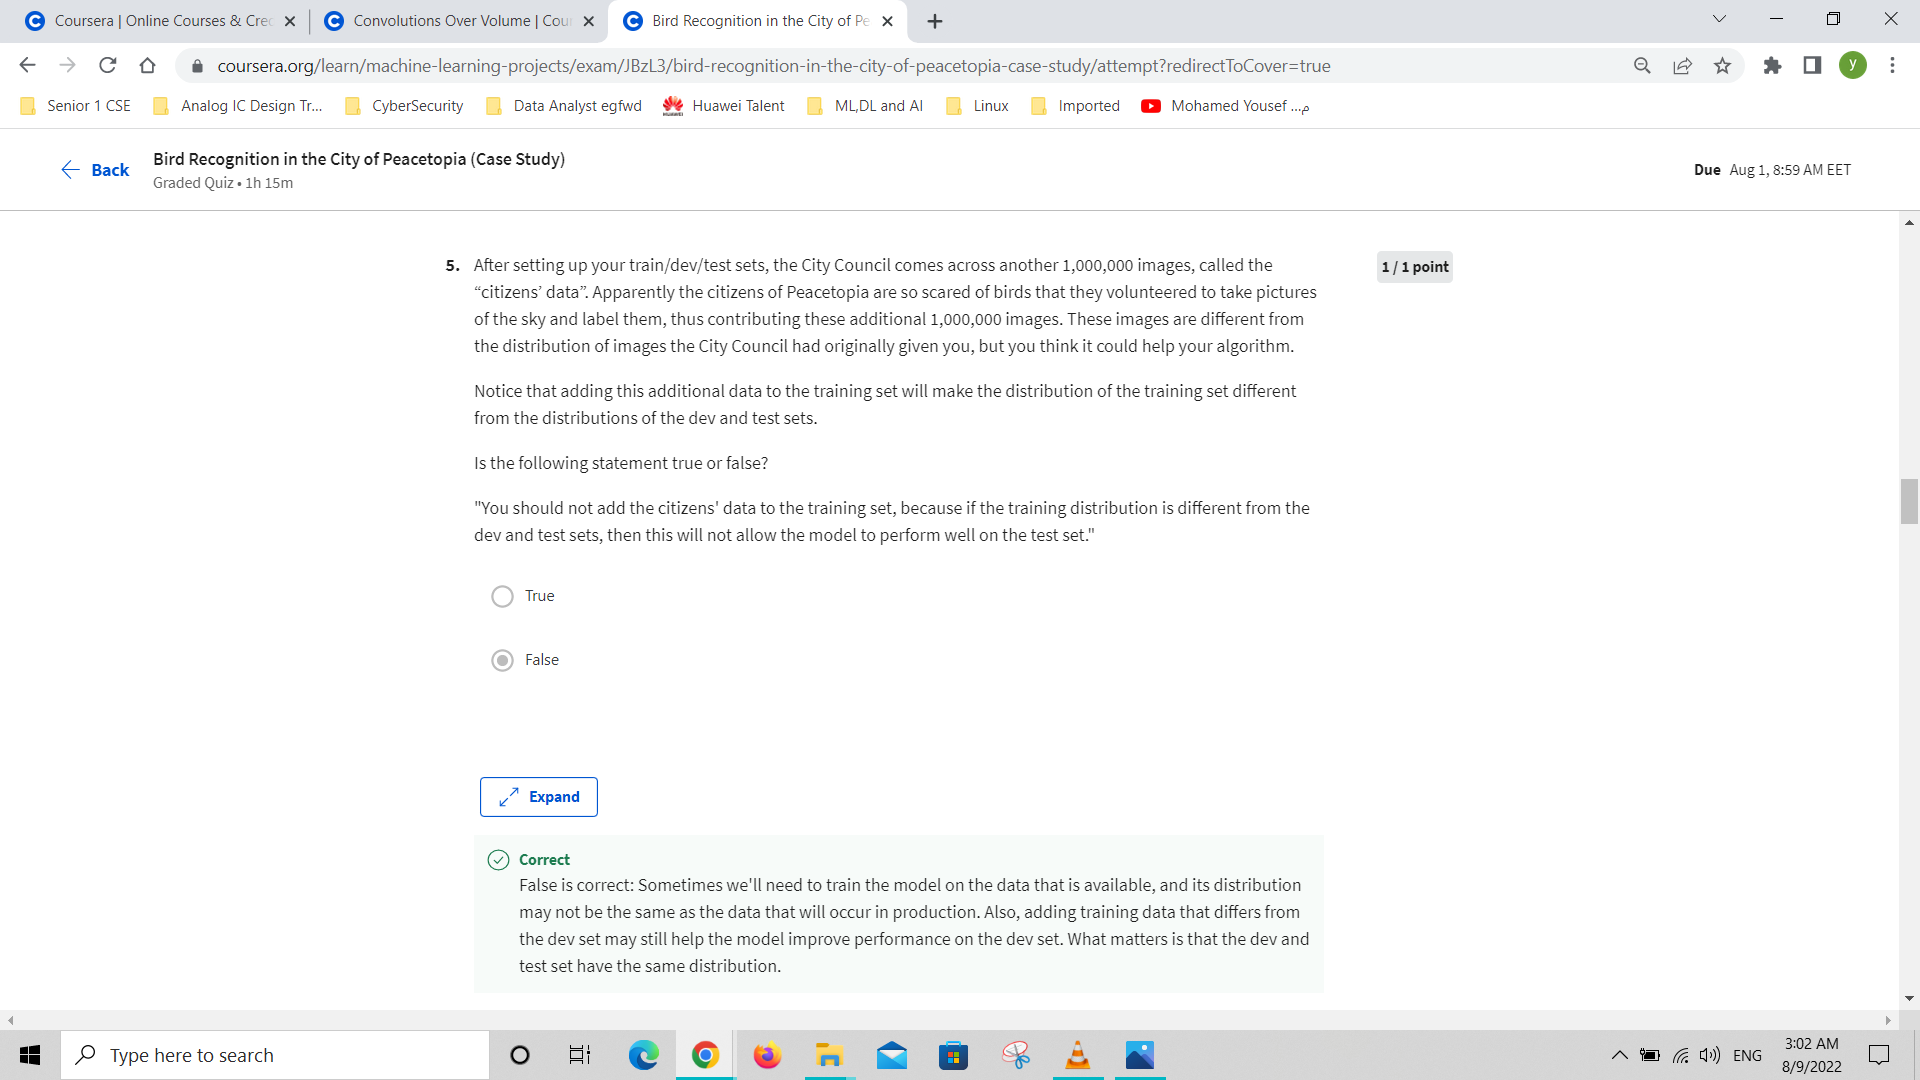 Coursera | Online Courses & Cre
Convolutions Over Volume | Cou
Bird Recognition in the City of Pe
coursera.org/learn/machine-learning-projects/exam/JBzL3/bird-recognition-in-the-city-of-peacetopia-case-study/attempt?redirectToCover=true
y
Senior 1 CSE
Analog IC Design Tr...
CyberSecurity
Data Analyst egfwd
Huawei Talent
ML,DL and AI
Linux
Imported
Mohamed Yousef ...م
Back
Bird Recognition in the City of Peacetopia (Case Study)
Graded Quiz • 1h 15m
Due Aug 1, 8:59 AM EET
5. After setting up your train/dev/test sets, the City Council comes across another 1,000,000 images, called the
“citizens’ data”. Apparently the citizens of Peacetopia are so scared of birds that they volunteered to take pictures
of the sky and label them, thus contributing these additional 1,000,000 images. These images are different from
the distribution of images the City Council had originally given you, but you think it could help your algorithm.
1 / 1 point
Notice that adding this additional data to the training set will make the distribution of the training set different
from the distributions of the dev and test sets.
Is the following statement true or false?
"You should not add the citizens' data to the training set, because if the training distribution is different from the
dev and test sets, then this will not allow the model to perform well on the test set."
True
False
Expand
Correct
False is correct: Sometimes we'll need to train the model on the data that is available, and its distribution
may not be the same as the data that will occur in production. Also, adding training data that differs from
the dev set may still help the model improve performance on the dev set. What matters is that the dev and
test set have the same distribution.
Type here to search
ENG
3:02 AM
8/9/2022